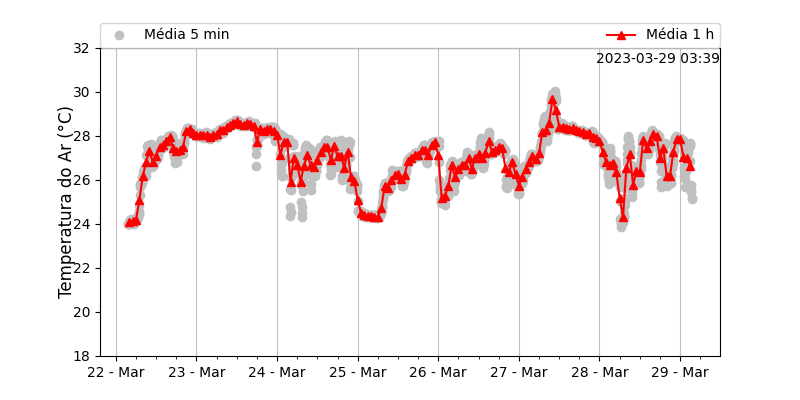 Média 5 min
Média 1 h
2023-03-29 03:39
Temperatura do Ar (°C)
32
30
28
26
24
22
20
18
22 - Mar
23 - Mar
24 - Mar
25 - Mar
26 - Mar
27 - Mar
28 - Mar
29 - Mar